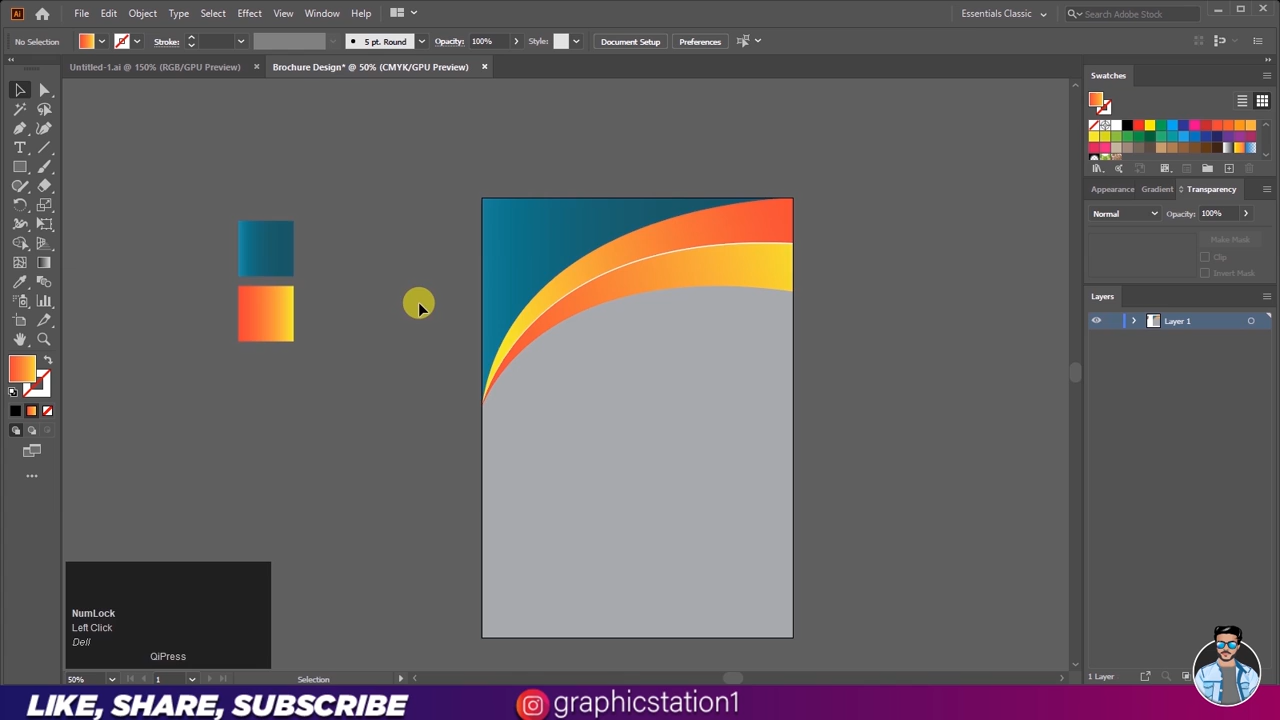 Ai
File Edit Object Type Select Effect View Window Help
Essentials Classic
Search Adobe Stock
No Selection
Stroke:
5 pt. Round
Opacity: 100%
Style:
Document Setup
Preferences
Untitled-1.ai @ 150% (RGB/GPU Preview)
Brochure Design* @ 50% (CMYK/GPU Preview)
Swatches
Appearance Gradient Transparency
Normal
Opacity: 100%
Make Mask
Clip
Invert Mask
Layers
Layer 1
NumLock
Left Click
Dell
QiPress
50%
1
Selection
1 Layer
LIKE, SHARE, SUBSCRIBE
graphicstation1